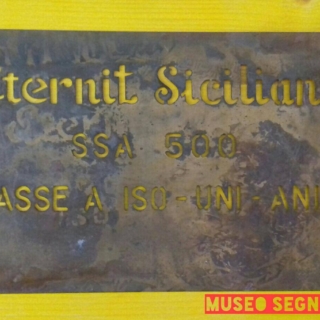 ternit Sicilian
SSA 500
ASSE A ISO-UNI-AN
MUSEO SEGN